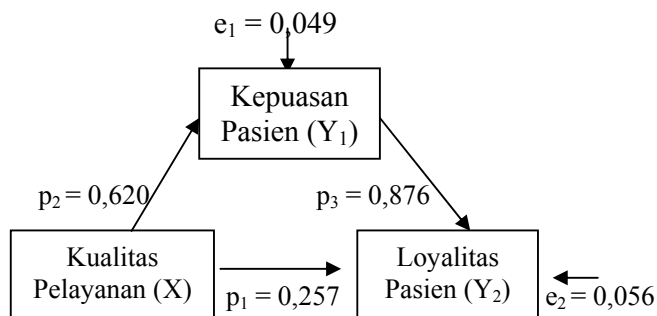 e₁ = 0,049
Kepuasan
Pasien (Y₁)
p₂ = 0,620
p₃ = 0,876
Kualitas
Pelayanan (X)
p₁ = 0,257
Loyalitas
Pasien (Y₂)
e₂ = 0,056